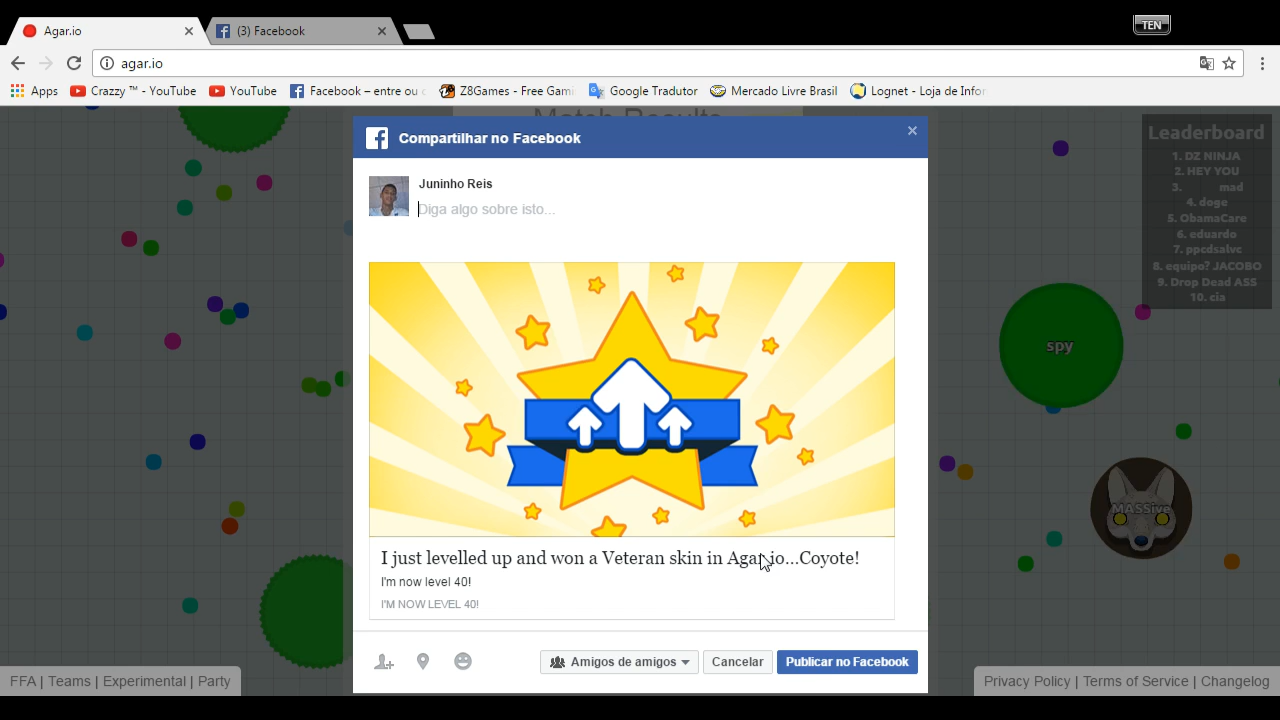 Agar.io
(3) Facebook
TEN
agar.io
Apps
Crazzy ™ - YouTube
YouTube
Facebook – entre ou c
Z8Games - Free Gami
Google Tradutor
Mercado Livre Brasil
Lognet - Loja de Infor
Match Results
Compartilhar no Facebook
Juninho Reis
Diga algo sobre isto...
Leaderboard
1. DZ NINJA
2. HEY YOU
3. mad
4. doge
5. ObamaCare
6. eduardo
7. ppcdsalvc
8. equipo? JACOBO
9. Drop Dead ASS
10. cia
spy
MASSive
I just levelled up and won a Veteran skin in Agar.io...Coyote!
I'm now level 40!
I'M NOW LEVEL 40!
Amigos de amigos
Cancelar
Publicar no Facebook
FFA | Teams | Experimental | Party
Privacy Policy | Terms of Service | Changelog